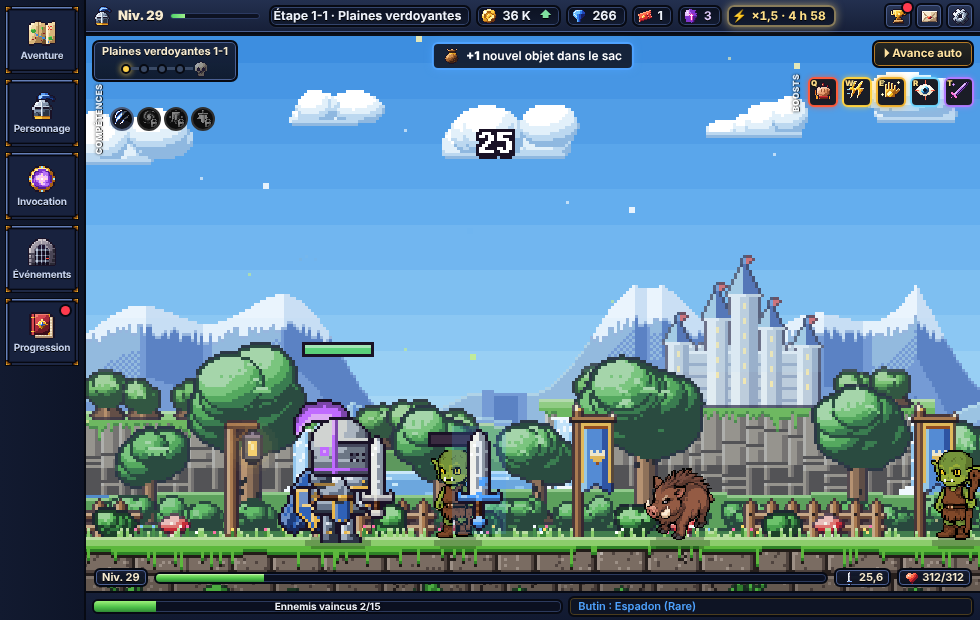 Niv. 29
Étape 1-1 · Plaines verdoyantes
36 K
266
1
3
×1,5 · 4 h 58
Aventure
Personnage
Invocation
Événements
Progression
Plaines verdoyantes 1-1
+1 nouvel objet dans le sac
Avance auto
COMPÉTENCES
BOOSTS
Q
W
E
R
T
25
Niv. 29
25,6
312/312
Ennemis vaincus 2/15
Butin : Espadon (Rare)